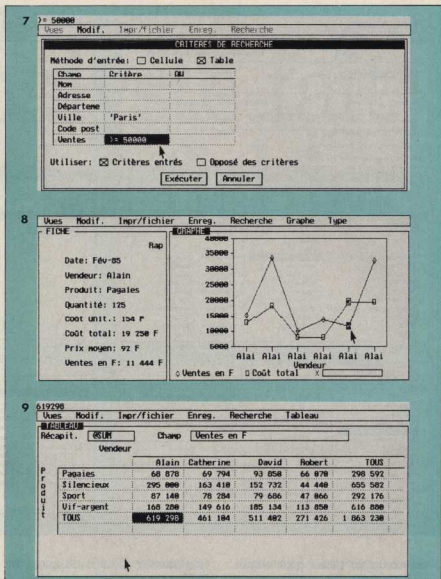 7 )= 50000
Vues Modif. Impr/fichier Enreg. Recherche
CRITERES DE RECHERCHE
Méthode d'entrée: Cellule Table
Champ Critère OU
Nom
Adresse
Départeme
Ville 'Paris'
Code post
Ventes )= 50000
Utiliser: Critères entrés Opposé des critères
Exécuter Annuler
8 Vues Modif. Impr/fichier Enreg. Recherche Graphe Type
FICHE
Rap
Date: Fév-85
Vendeur: Alain
Produit: Pagaies
Quantité: 125
Coût unit.: 154 F
Coût total: 19 250 F
Prix moyen: 92 F
Ventes en F: 11 444 F
GRAPHE
40000
35000
30000
25000
20000
15000
10000
5000
Alai Alai Alai Alai Alai Alai
Vendeur
Ventes en F Coût total X
9 619298
Vues Modif. Impr/fichier Enreg. Recherche Tableau
TABLEAU
Récapit. @SUM Champ Ventes en F
Vendeur
Alain Catherine David Robert TOUS
Produit
Pagaies 68 878 69 794 93 850 66 070 298 592
Silencieux 295 000 163 410 152 732 44 440 655 582
Sport 87 140 78 284 79 686 47 066 292 176
Vif-argent 168 280 149 616 185 134 113 850 616 880
TOUS 619 298 461 104 511 402 271 426 1 863 230